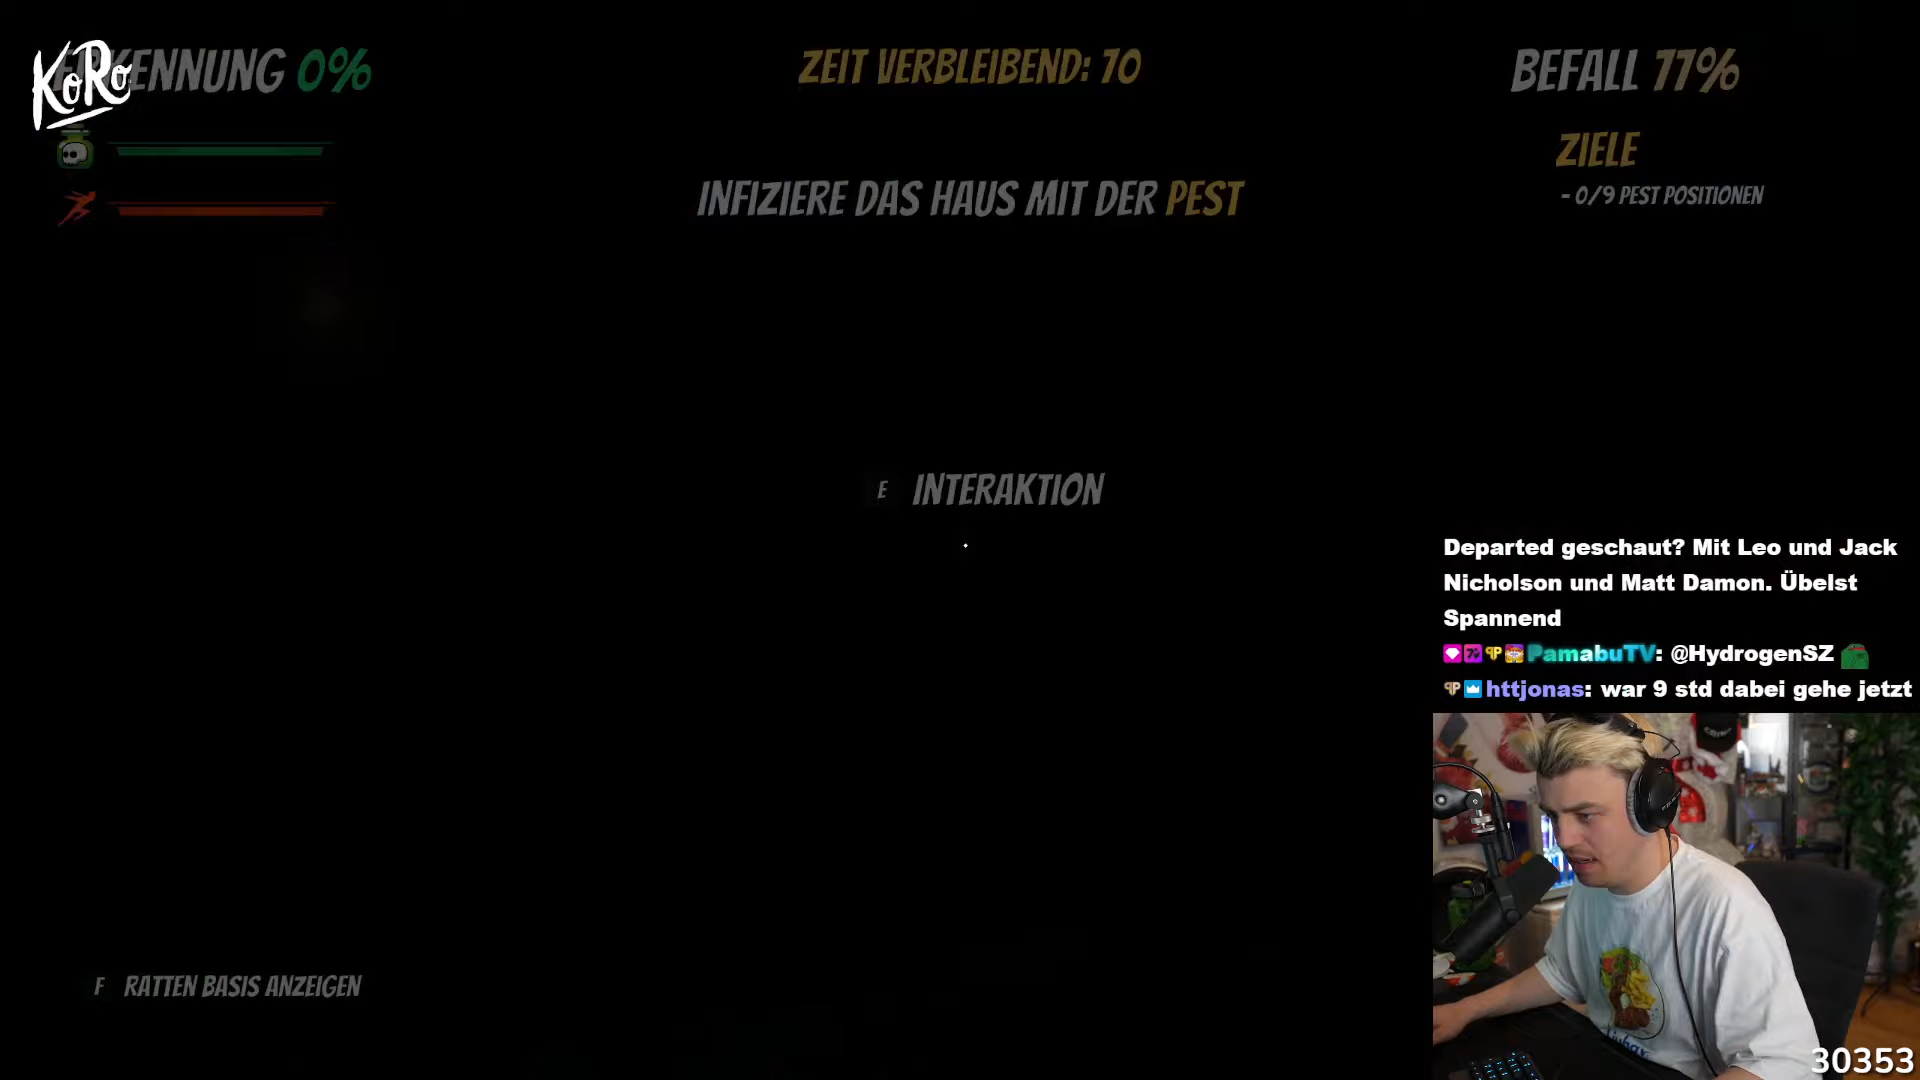 KoRo
ERKENNUNG 0%
ZEIT VERBLEIBEND: 70
BEFALL 77%
ZIELE
- 0/9 PEST POSITIONEN
INFIZIERE DAS HAUS MIT DER PEST
E INTERAKTION
Departed geschaut? Mit Leo und Jack
Nicholson und Matt Damon. Übelst
Spannend
PamabuTV: @HydrogenSZ
httjonas: war 9 std dabei gehe jetzt
F RATTEN BASIS ANZEIGEN
30353